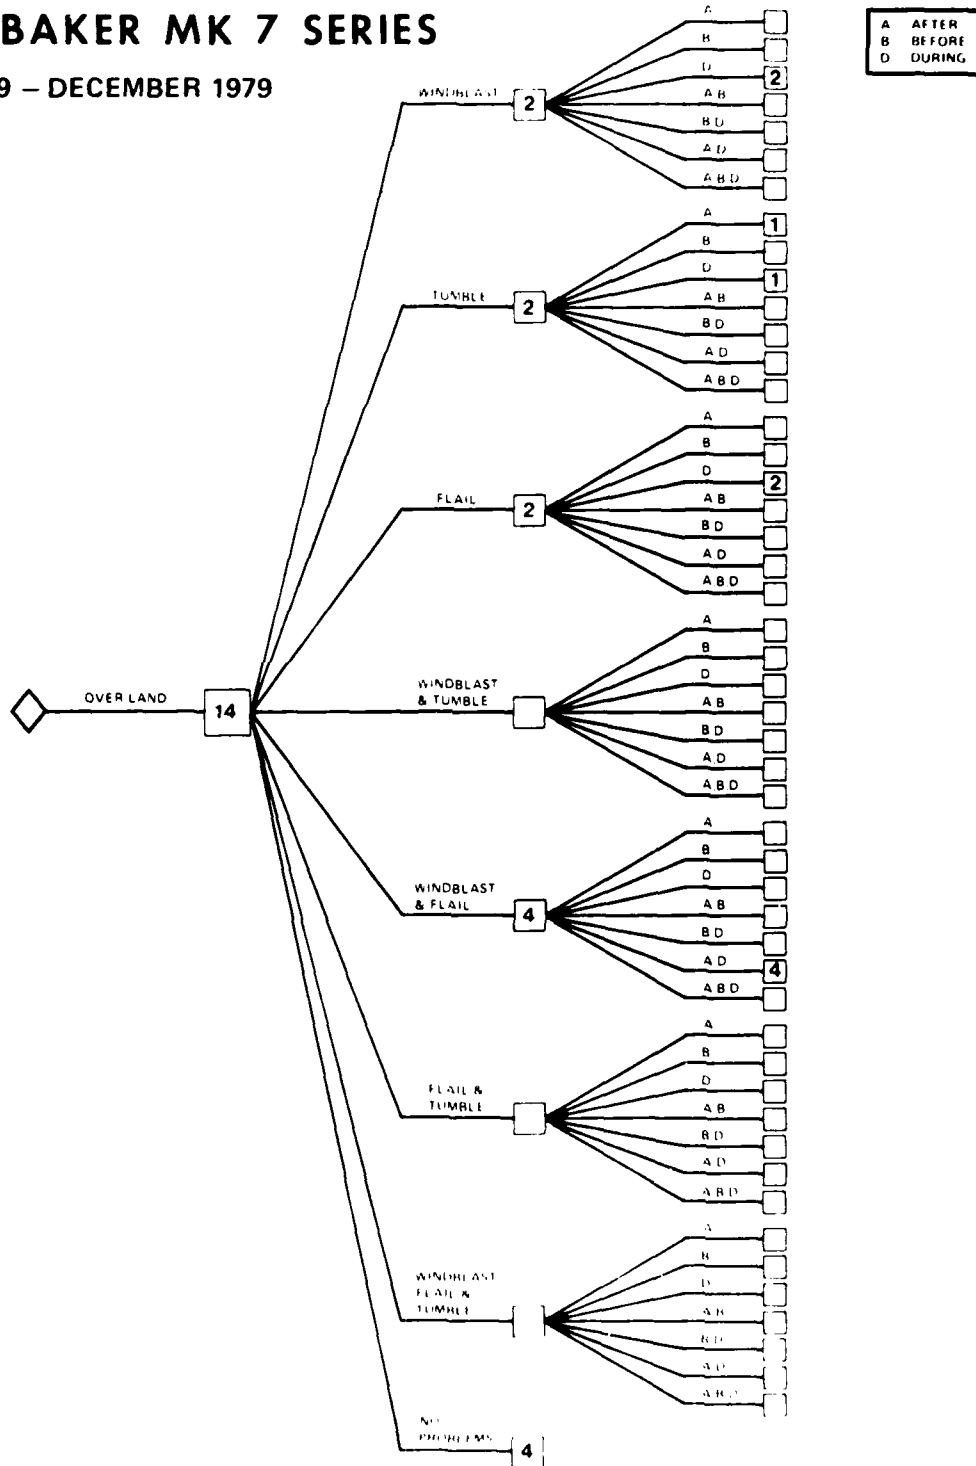 BAKER MK 7 SERIES
9 – DECEMBER 1979
A AFTER
B BEFORE
D DURING
OVER LAND
14
WINDBLAST
2
A
B
D 2
A B
B D
A D
A B D
TUMBLE
2
A 1
B
D 1
A B
B D
A D
A B D
FLAIL
2
A
B
D 2
A B
B D
A D
A B D
WINDBLAST
& TUMBLE
A
B
D
A B
B D
A D
A B D
WINDBLAST
& FLAIL
4
A
B
D
A B
B D
A D 4
A B D
FLAIL &
TUMBLE
A
B
D
A B
B D
A D
A B D
WINDBLAST
FLAIL &
TUMBLE
A
B
D
A B
B D
A D
A B D
NO
PROBLEMS
4